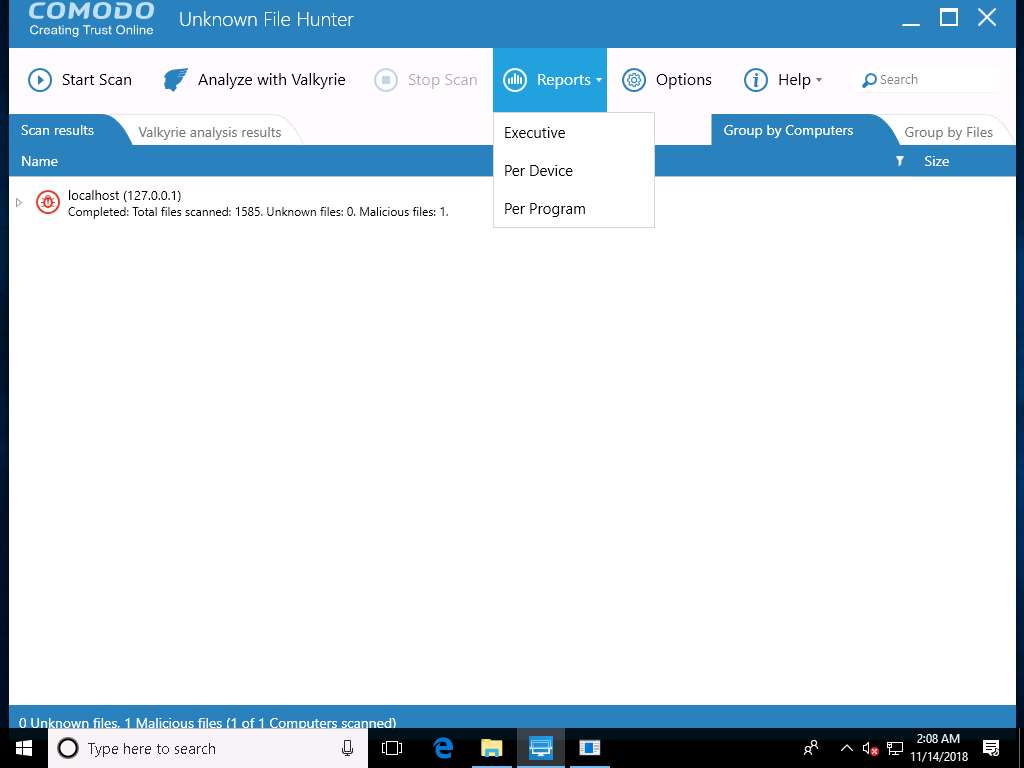 COMODO
Creating Trust Online
Unknown File Hunter
Start Scan
Analyze with Valkyrie
Stop Scan
Reports
Options
Help
Search
Executive
Per Device
Per Program
Scan results
Valkyrie analysis results
Group by Computers
Group by Files
Name
Size
localhost (127.0.0.1)
Completed: Total files scanned: 1585. Unknown files: 0. Malicious files: 1.
0 Unknown files, 1 Malicious files (1 of 1 Computers scanned)
Type here to search
2:08 AM
11/14/2018